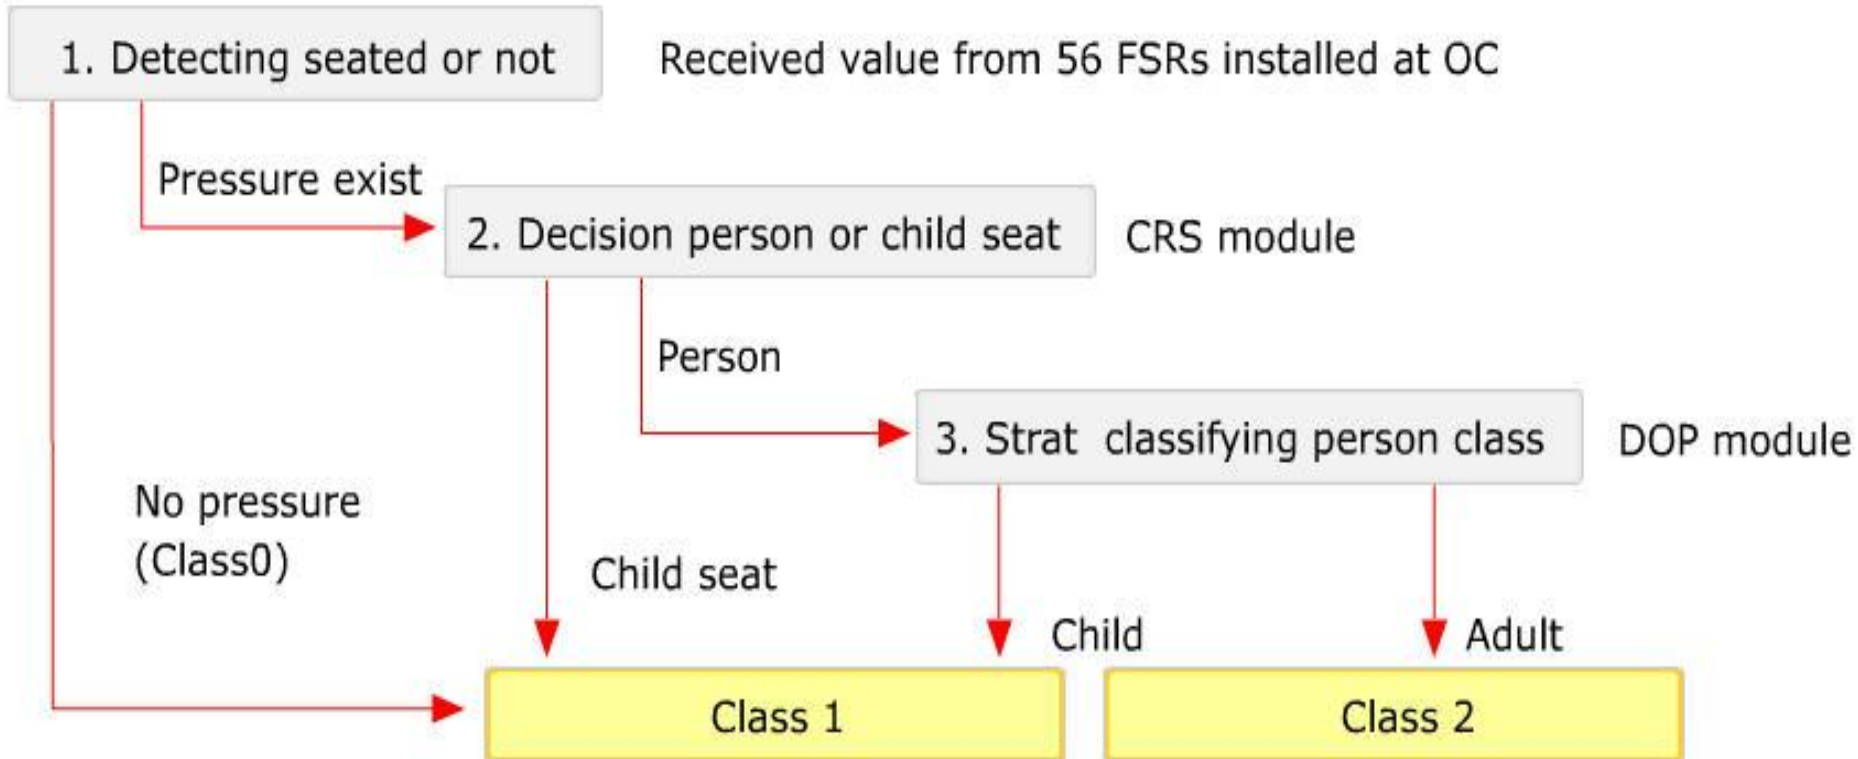 1. Detecting seated or not
Received value from 56 FSRs installed at OC
Pressure exist
2. Decision person or child seat
CRS module
Person
3. Strat classifying person class
DOP module
No pressure
(Class0)
Child seat
Child
Adult
Class 1
Class 2